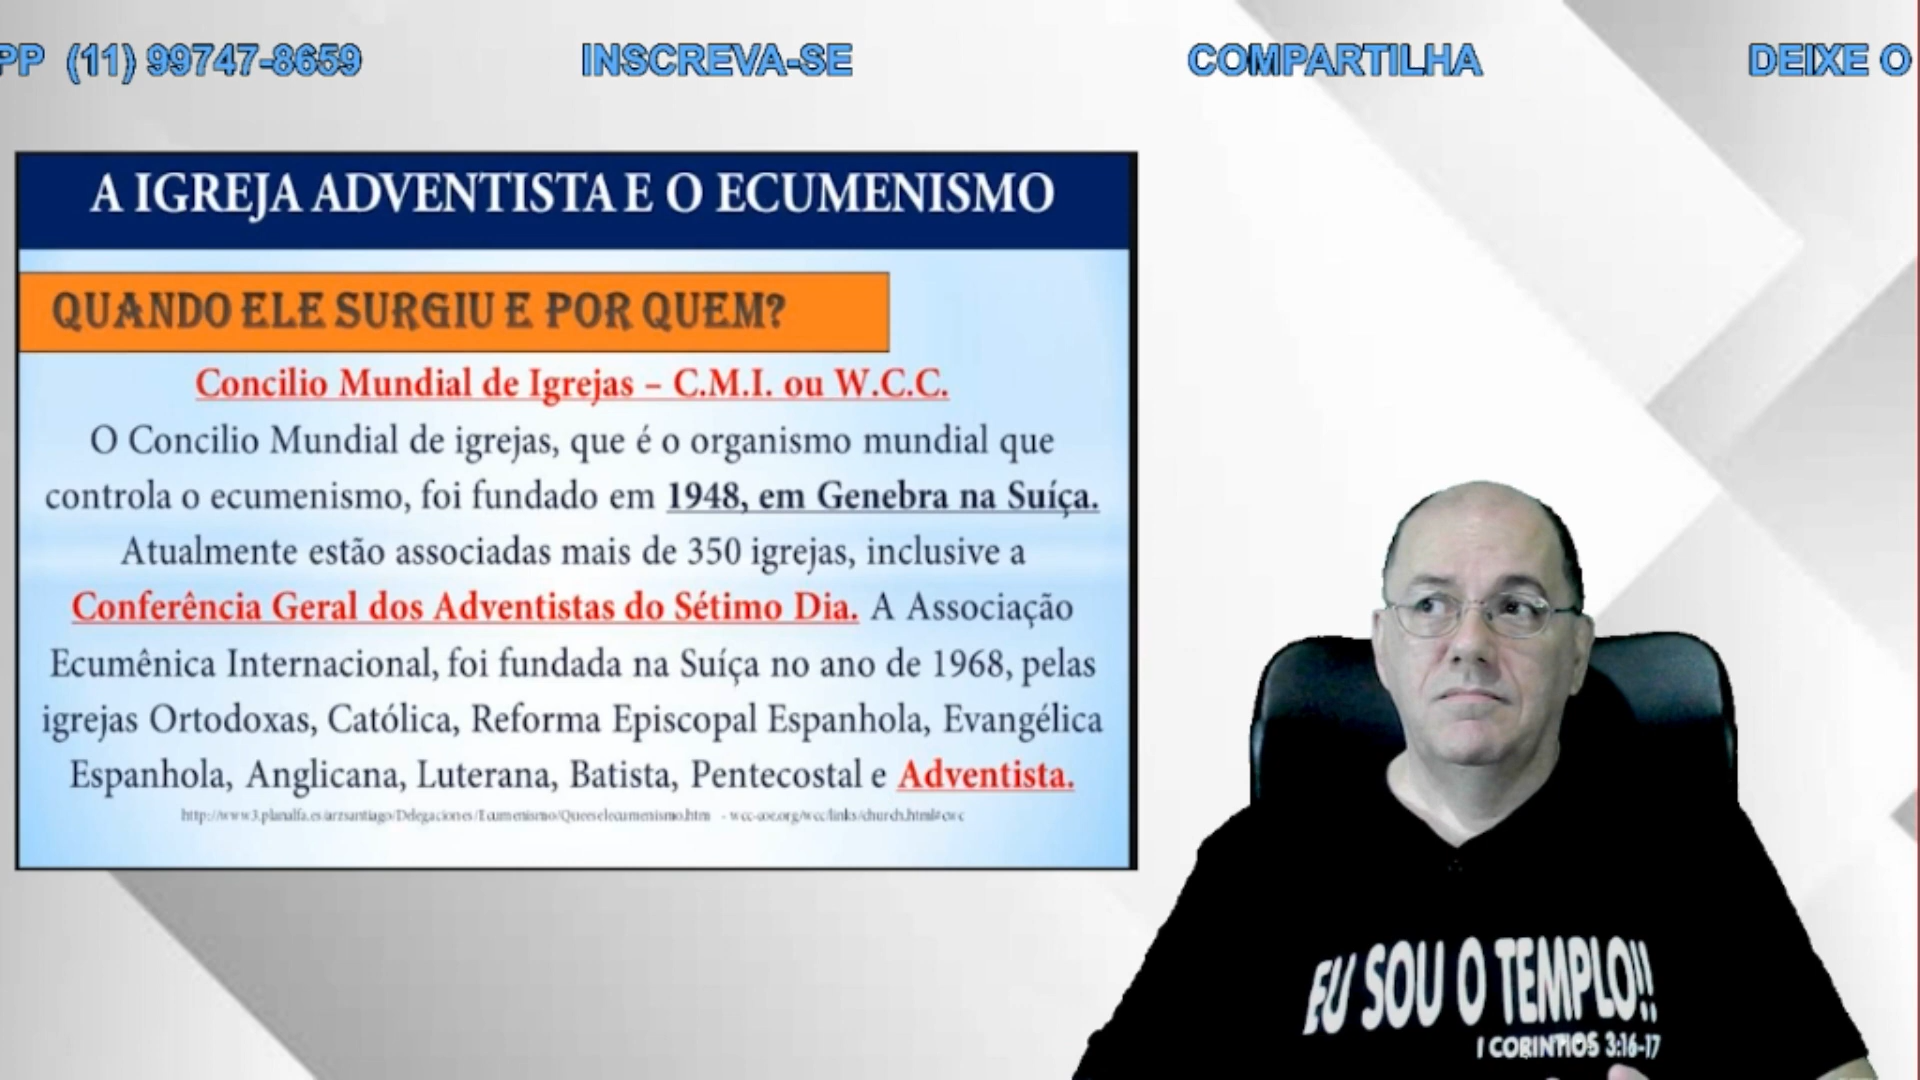 PP (11) 99747-8659 INSCREVA-SE COMPARTILHA DEIXE O
A IGREJA ADVENTISTA E O ECUMENISMO
QUANDO ELE SURGIU E POR QUEM?
Concilio Mundial de Igrejas – C.M.I. ou W.C.C.
O Concilio Mundial de igrejas, que é o organismo mundial que
controla o ecumenismo, foi fundado em 1948, em Genebra na Suíça.
Atualmente estão associadas mais de 350 igrejas, inclusive a
Conferência Geral dos Adventistas do Sétimo Dia. A Associação
Ecumênica Internacional, foi fundada na Suíça no ano de 1968, pelas
igrejas Ortodoxas, Católica, Reforma Episcopal Espanhola, Evangélica
Espanhola, Anglicana, Luterana, Batista, Pentecostal e Adventista.
EU SOU O TEMPLO!!
I CORINTIOS 3:16-17